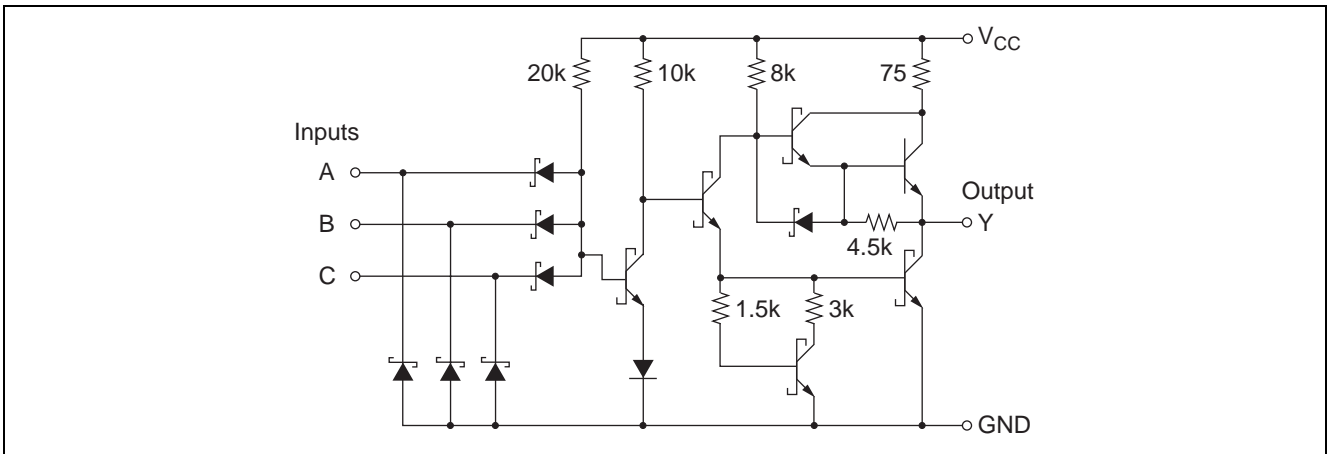 V_CC
20k 10k 8k 75
Inputs
A
B
C
Output
Y
4.5k
1.5k 3k
GND